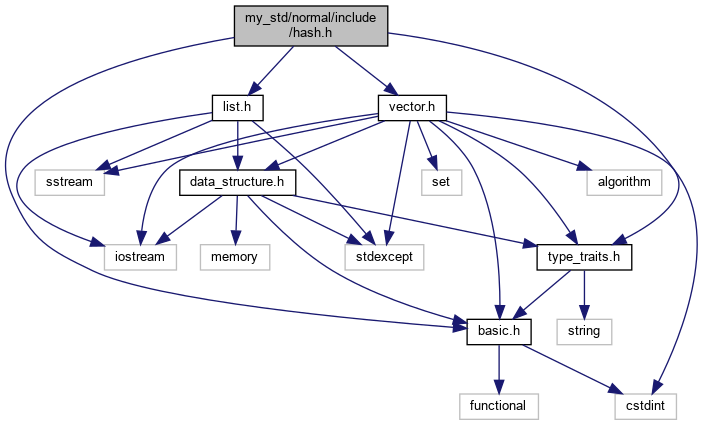 my_std/normal/include
/hash.h
list.h
vector.h
sstream
data_structure.h
set
algorithm
iostream
memory
stdexcept
type_traits.h
basic.h
string
functional
cstdint